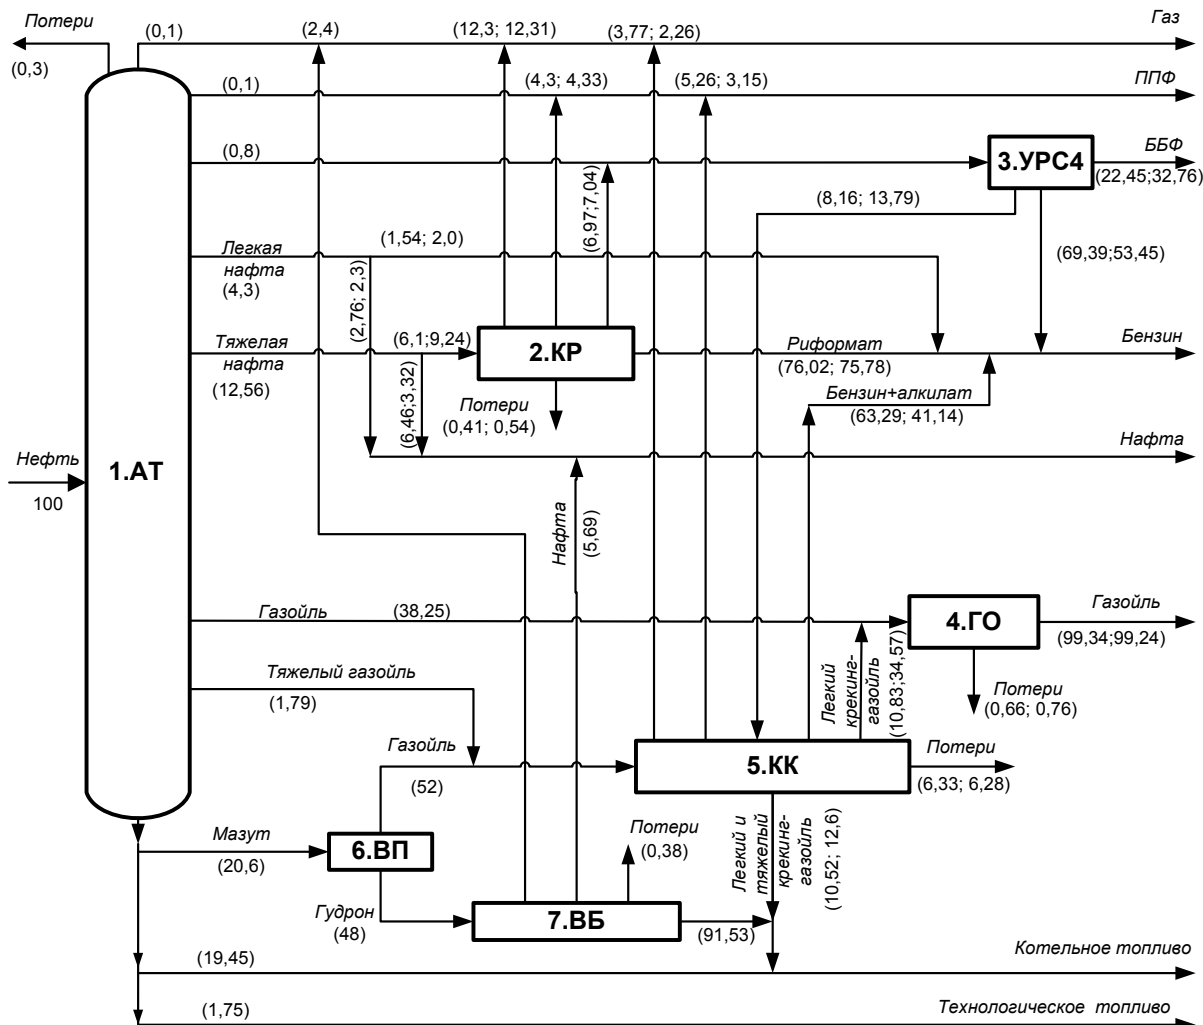 Потери
(0,3)
(0,1)
(2,4)
(12,3; 12,31)
(3,77; 2,26)
Газ
(0,1)
(4,3; 4,33)
(5,26; 3,15)
ППФ
(0,8)
(6,97;7,04)
3.УРС4
ББФ
(22,45;32,76)
(8,16; 13,79)
(69,39;53,45)
Легкая
нафта
(4,3)
(1,54; 2,0)
(2,76; 2,3)
Тяжелая
нафта
(12,56)
(6,1;9,24)
(6,46;3,32)
2.КР
Потери
(0,41; 0,54)
Риформат
(76,02; 75,78)
Бензин
Бензин+алкилат
(63,29; 41,14)
Нафта
Нефть
100
1.АТ
Нафта
(5,69)
Газойль
(38,25)
4.ГО
Газойль
(99,34;99,24)
Потери
(0,66; 0,76)
Тяжелый газойль
(1,79)
Легкий
крекинг-
газойль
(10,83;34,57)
Газойль
(52)
5.КК
Потери
(6,33; 6,28)
Мазут
(20,6)
6.ВП
Потери
(0,38)
Легкий и
тяжелый
крекинг-
газойль
(10,52; 12,6)
Гудрон
(48)
7.ВБ
(91,53)
(19,45)
Котельное топливо
(1,75)
Технологическое топливо